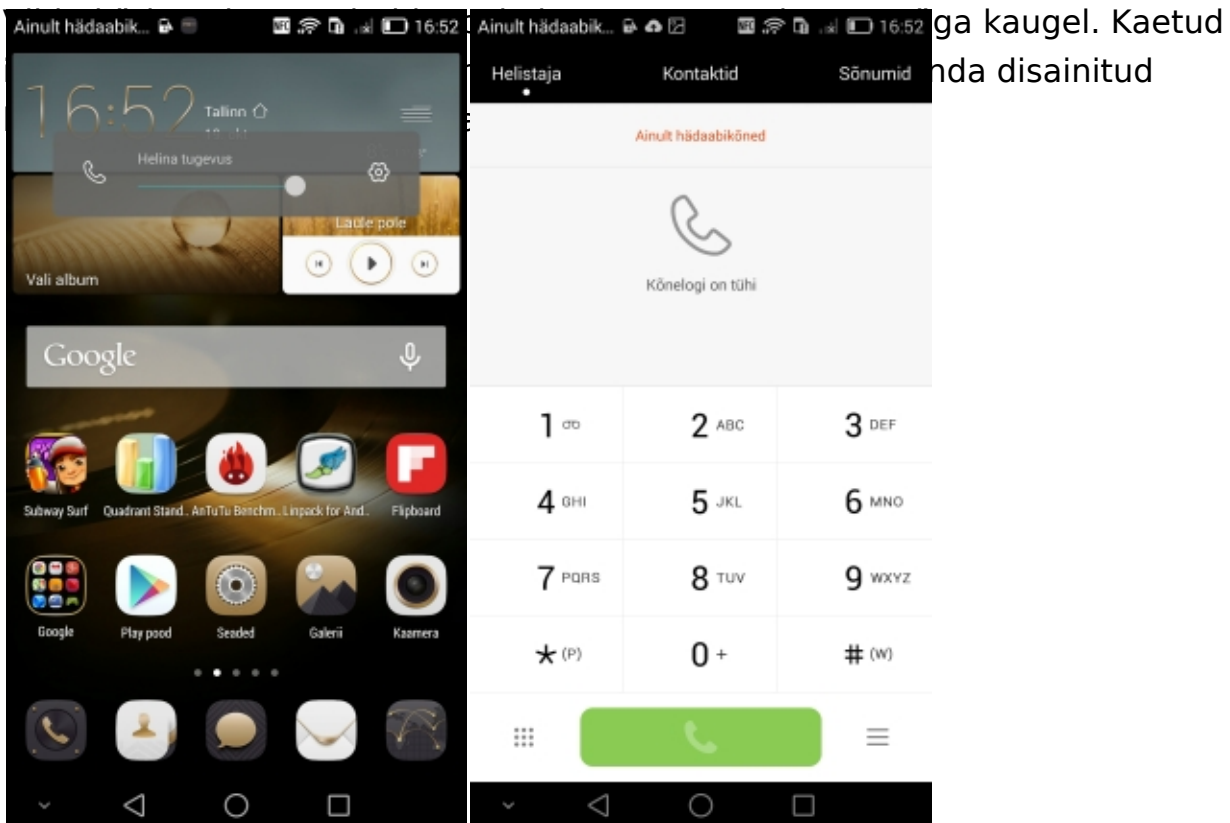 ga kaugel. Kaetud
nda disainitud
Ainult hädaabik... 16:52
16:52
Tallinn
Helina tugevus
Laule pole
Vali album
Google
Subway Surf Quadrant Stand.. AnTuTu Benchm.. Linpack for And.. Flipboard
Google Play pood Seaded Galerii Kaamera
Ainult hädaabik... 16:52
Helistaja Kontaktid Sõnumid
Ainult hädaabikõned
Kõnelogi on tühi
1 2 ABC 3 DEF
4 GHI 5 JKL 6 MNO
7 PQRS 8 TUV 9 WXYZ
* (P) 0 + # (W)